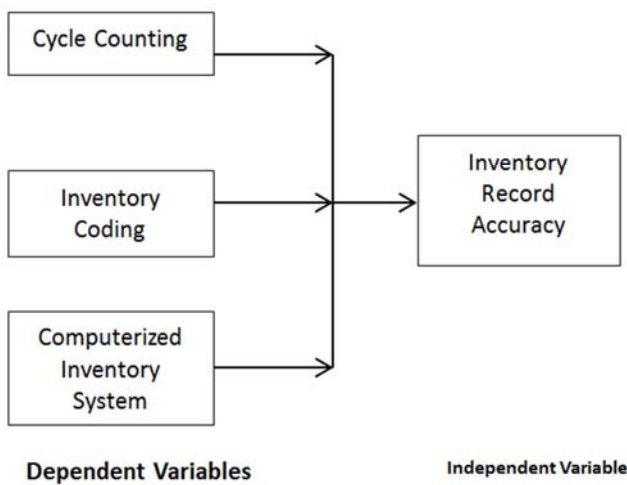 Cycle Counting
Inventory
Coding
Computerized
Inventory
System
Inventory
Record
Accuracy
Dependent Variables
Independent Variable